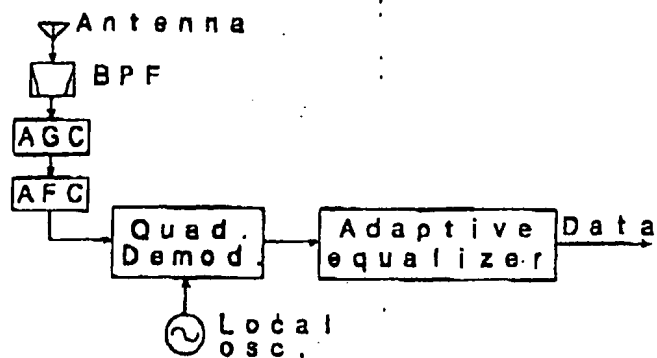 Antenna
BPF
AGC
AFC
Quad.
Demod.
Adaptive
equalizer
Data
Local
osc.